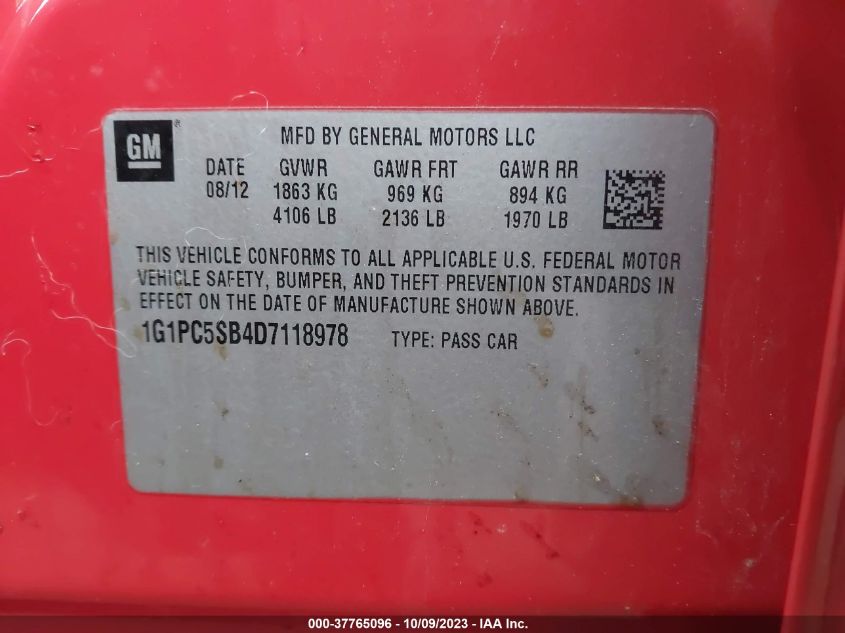 GM®
MFD BY GENERAL MOTORS LLC
DATE GVWR GAWR FRT GAWR RR
08/12 1863 KG 969 KG 894 KG
4106 LB 2136 LB 1970 LB
THIS VEHICLE CONFORMS TO ALL APPLICABLE U.S. FEDERAL MOTOR
VEHICLE SAFETY, BUMPER, AND THEFT PREVENTION STANDARDS IN
EFFECT ON THE DATE OF MANUFACTURE SHOWN ABOVE.
1G1PC5SB4D7118978 TYPE: PASS CAR
000-37765096 - 10/09/2023 - IAA Inc.